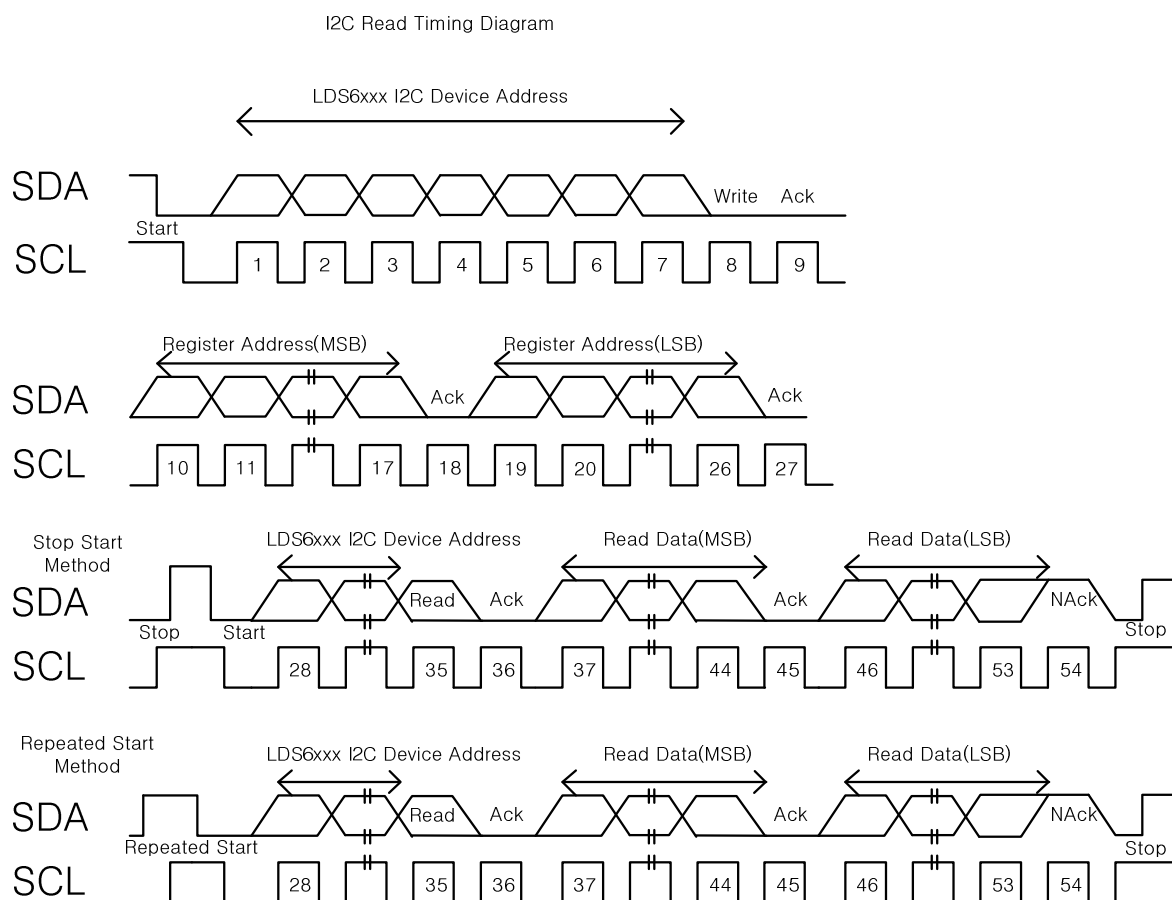 I2C Read Timing Diagram
LDS6xxx I2C Device Address
SDA
Write Ack
Start
SCL
1 2 3 4 5 6 7 8 9
Register Address(MSB) Register Address(LSB)
SDA
Ack Ack
SCL
10 11 17 18 19 20 26 27
Stop Start
Method
LDS6xxx I2C Device Address Read Data(MSB) Read Data(LSB)
SDA
Read Ack Ack NAck
Stop Start Stop
SCL
28 35 36 37 44 45 46 53 54
Repeated Start
Method
LDS6xxx I2C Device Address Read Data(MSB) Read Data(LSB)
SDA
Read Ack Ack NAck
Repeated Start Stop
SCL
28 35 36 37 44 45 46 53 54